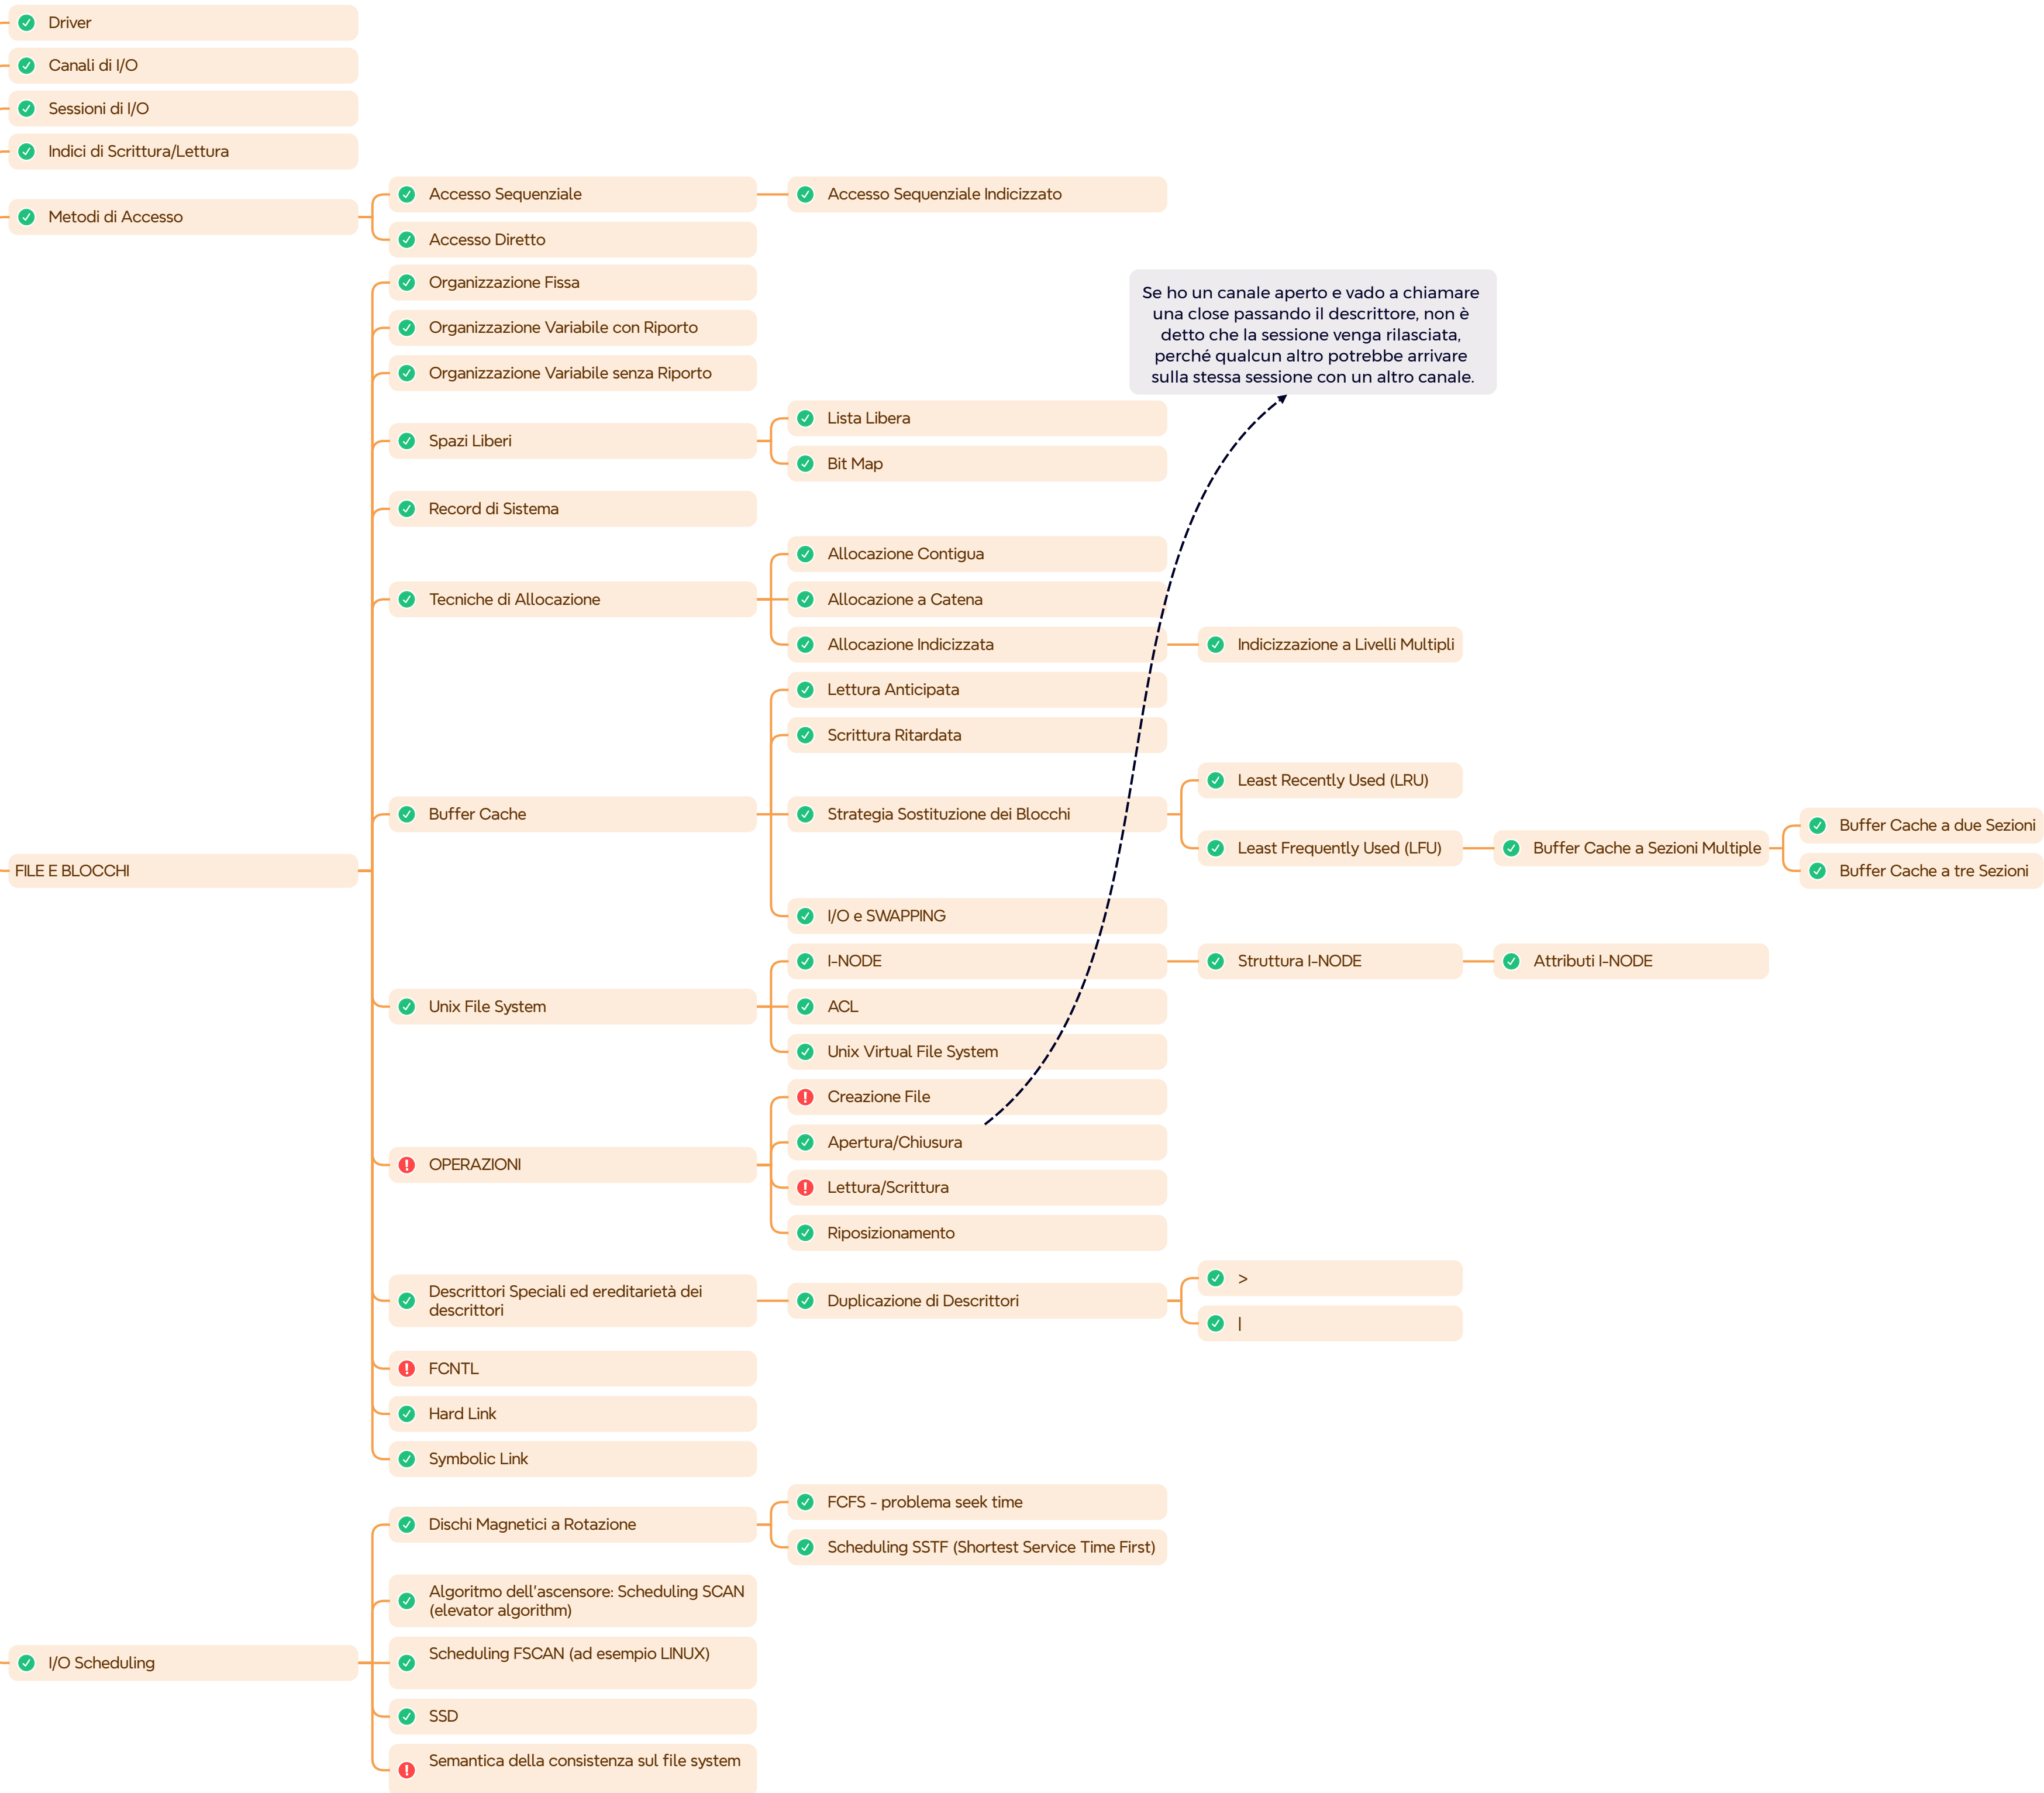 Driver
Canali di I/O
Sessioni di I/O
Indici di Scrittura/Lettura
Metodi di Accesso
Accesso Sequenziale
Accesso Sequenziale Indicizzato
Accesso Diretto
FILE E BLOCCHI
Organizzazione Fissa
Organizzazione Variabile con Riporto
Organizzazione Variabile senza Riporto
Spazi Liberi
Lista Libera
Bit Map
Record di Sistema
Tecniche di Allocazione
Allocazione Contigua
Allocazione a Catena
Allocazione Indicizzata
Indicizzazione a Livelli Multipli
Buffer Cache
Lettura Anticipata
Scrittura Ritardata
Strategia Sostituzione dei Blocchi
Least Recently Used (LRU)
Least Frequently Used (LFU)
Buffer Cache a Sezioni Multiple
Buffer Cache a due Sezioni
Buffer Cache a tre Sezioni
I/O e SWAPPING
Unix File System
I-NODE
Struttura I-NODE
Attributi I-NODE
ACL
Unix Virtual File System
OPERAZIONI
Creazione File
Apertura/Chiusura
Se ho un canale aperto e vado a chiamare
una close passando il descrittore, non è
detto che la sessione venga rilasciata,
perché qualcun altro potrebbe arrivare
sulla stessa sessione con un altro canale.
Lettura/Scrittura
Riposizionamento
Descrittori Speciali ed ereditarietà dei
descrittori
Duplicazione di Descrittori
>
|
FCNTL
Hard Link
Symbolic Link
I/O Scheduling
Dischi Magnetici a Rotazione
FCFS - problema seek time
Scheduling SSTF (Shortest Service Time First)
Algoritmo dell'ascensore: Scheduling SCAN
(elevator algorithm)
Scheduling FSCAN (ad esempio LINUX)
SSD
Semantica della consistenza sul file system